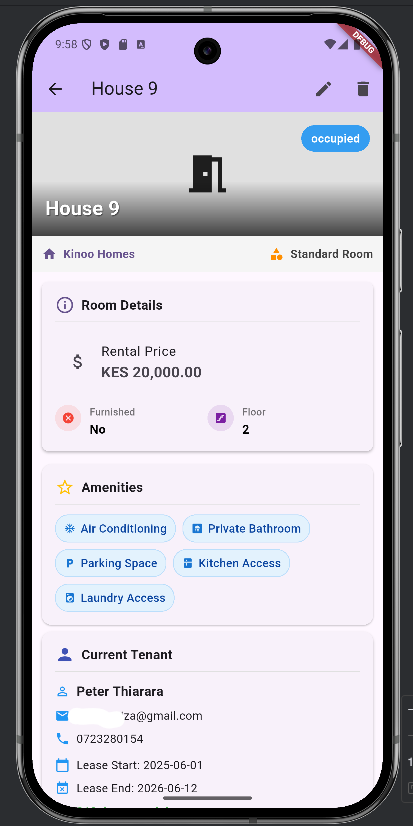 9:58
DEBUG
House 9
occupied
House 9
Kinoo Homes Standard Room
Room Details
$ Rental Price
KES 20,000.00
Furnished Floor
No 2
Amenities
Air Conditioning Private Bathroom
P Parking Space Kitchen Access
Laundry Access
Current Tenant
Peter Thiarara
za@gmail.com
0723280154
Lease Start: 2025-06-01
Lease End: 2026-06-12